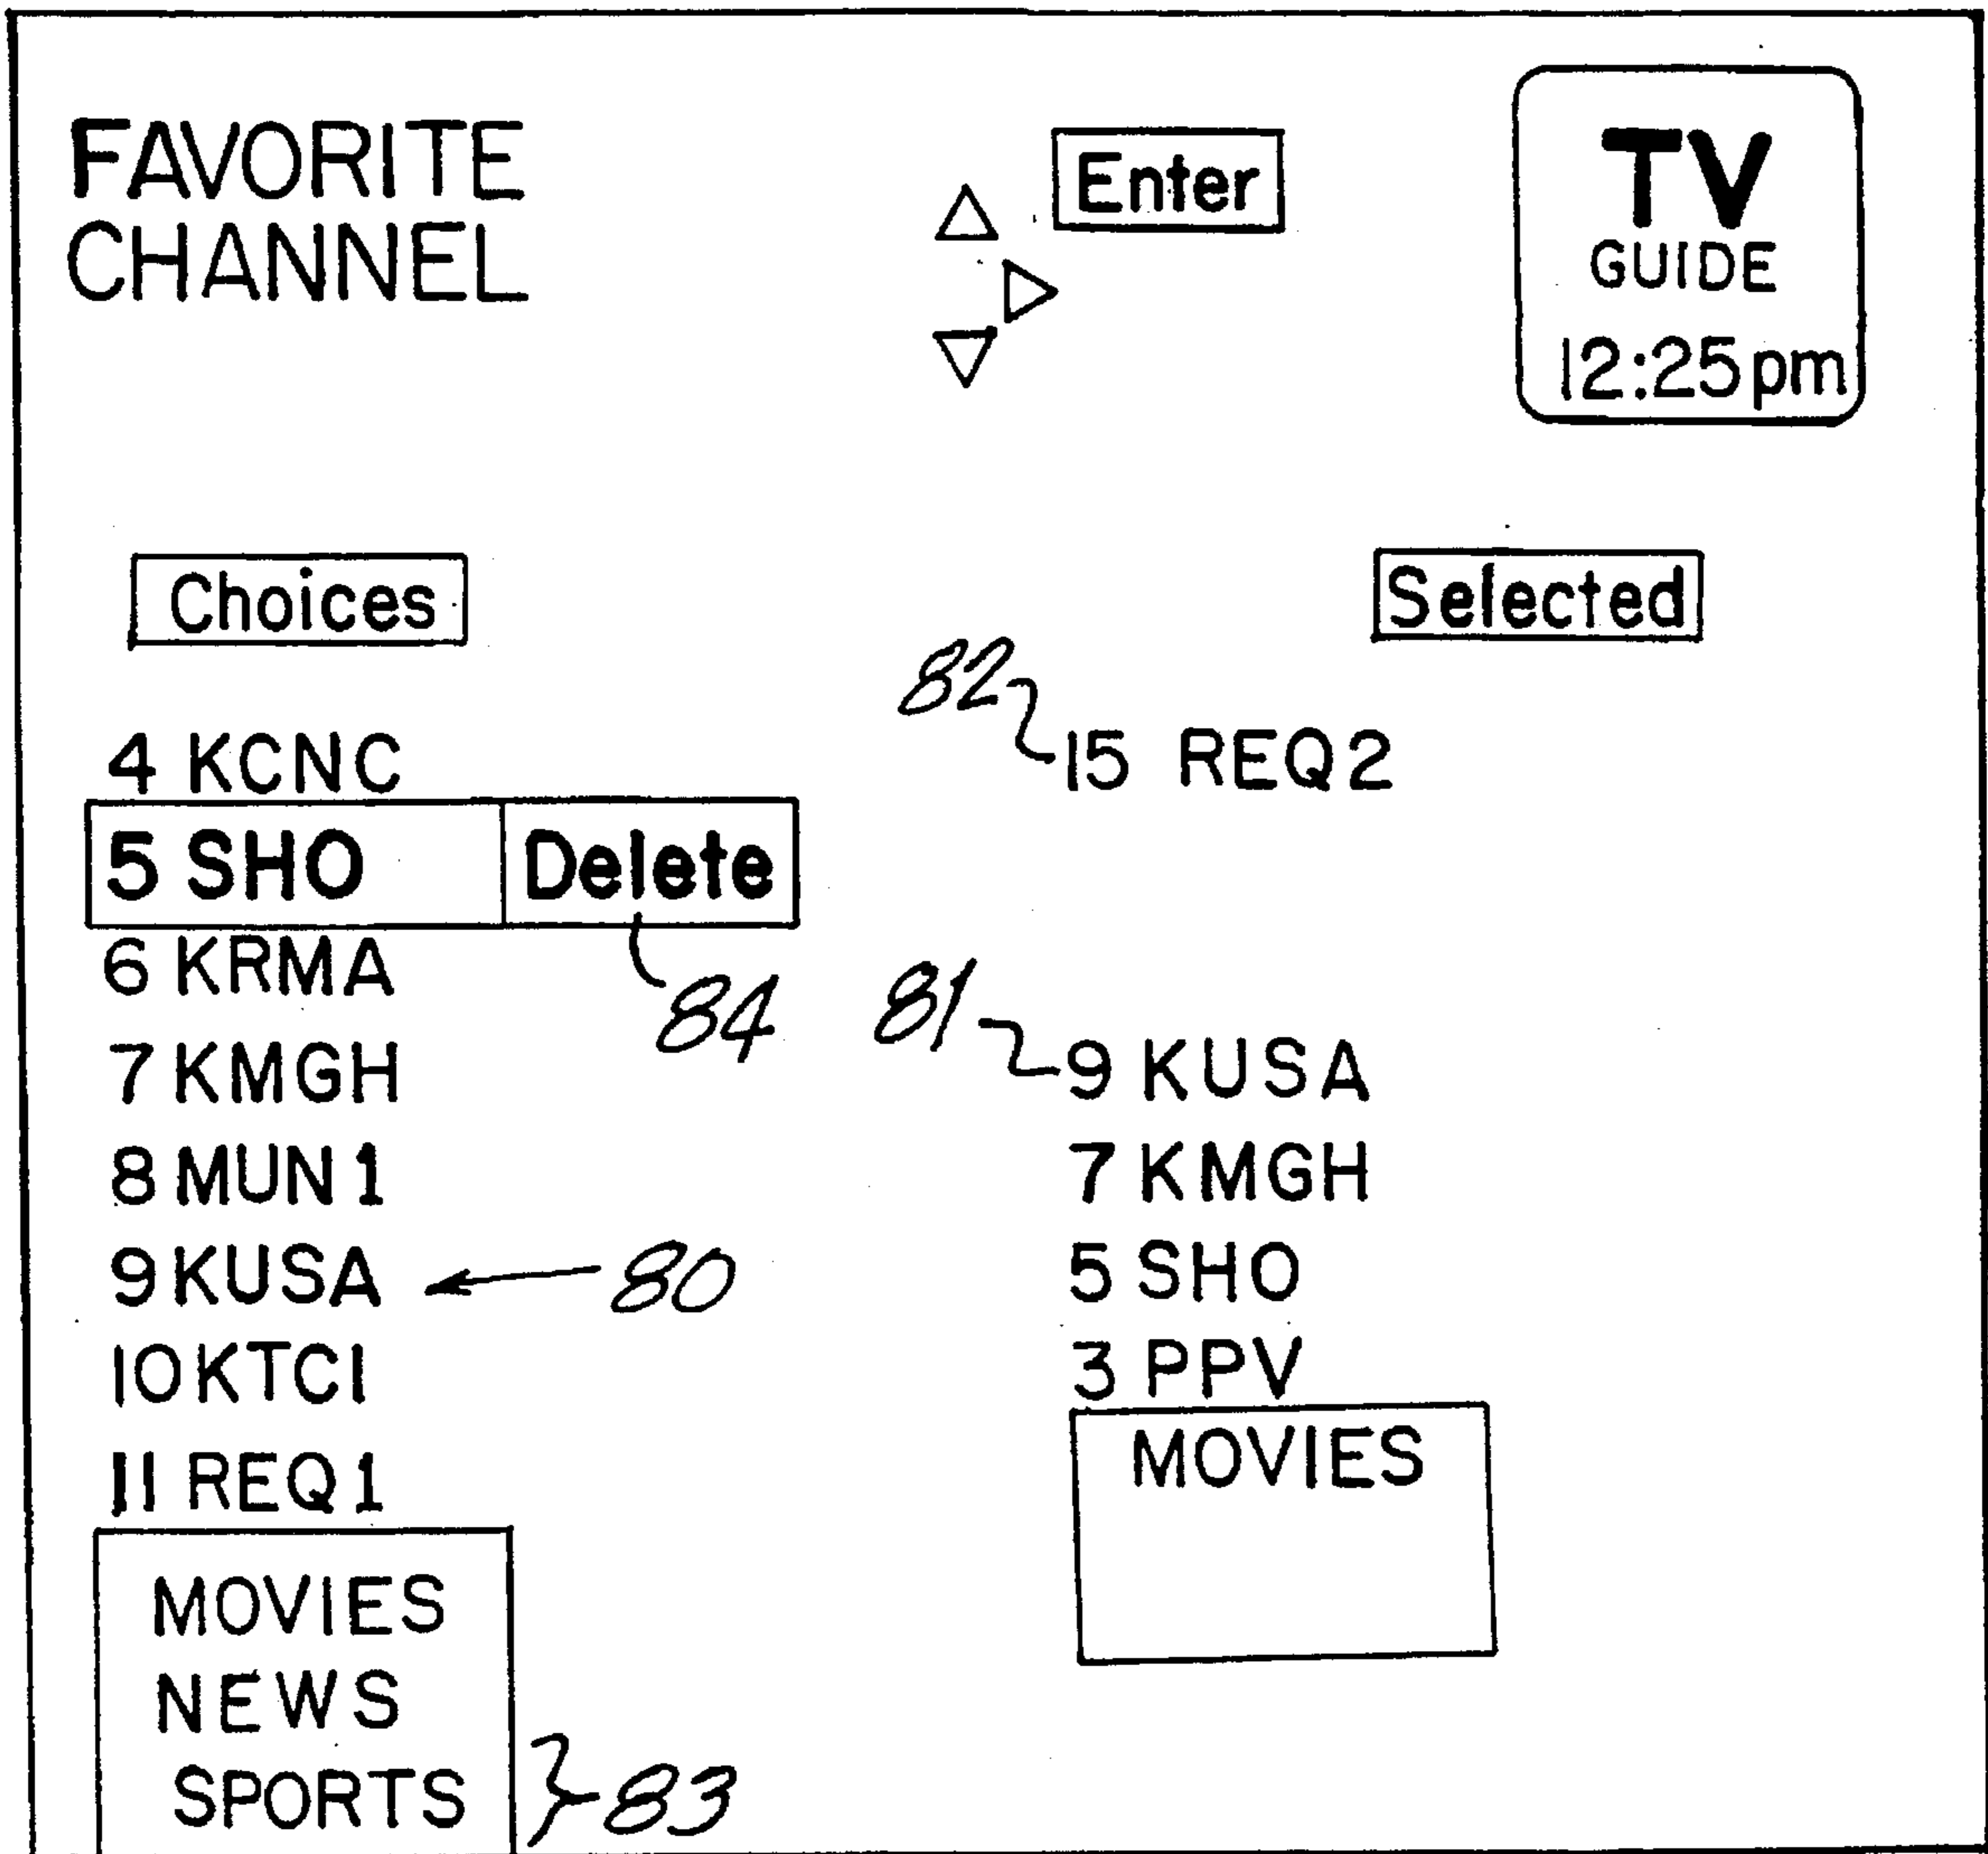 FAVORITE
CHANNEL
Enter
TV
GUIDE
12:25pm
Choices
Selected
4 KCNC
5 SHO Delete
6 KRMA
7 KMGH
8 MUN1
9 KUSA
10 KTCI
11 REQ1
MOVIES
NEWS
SPORTS
82
15 REQ2
84
81
9 KUSA
7 KMGH
5 SHO
3 PPV
MOVIES
80
83